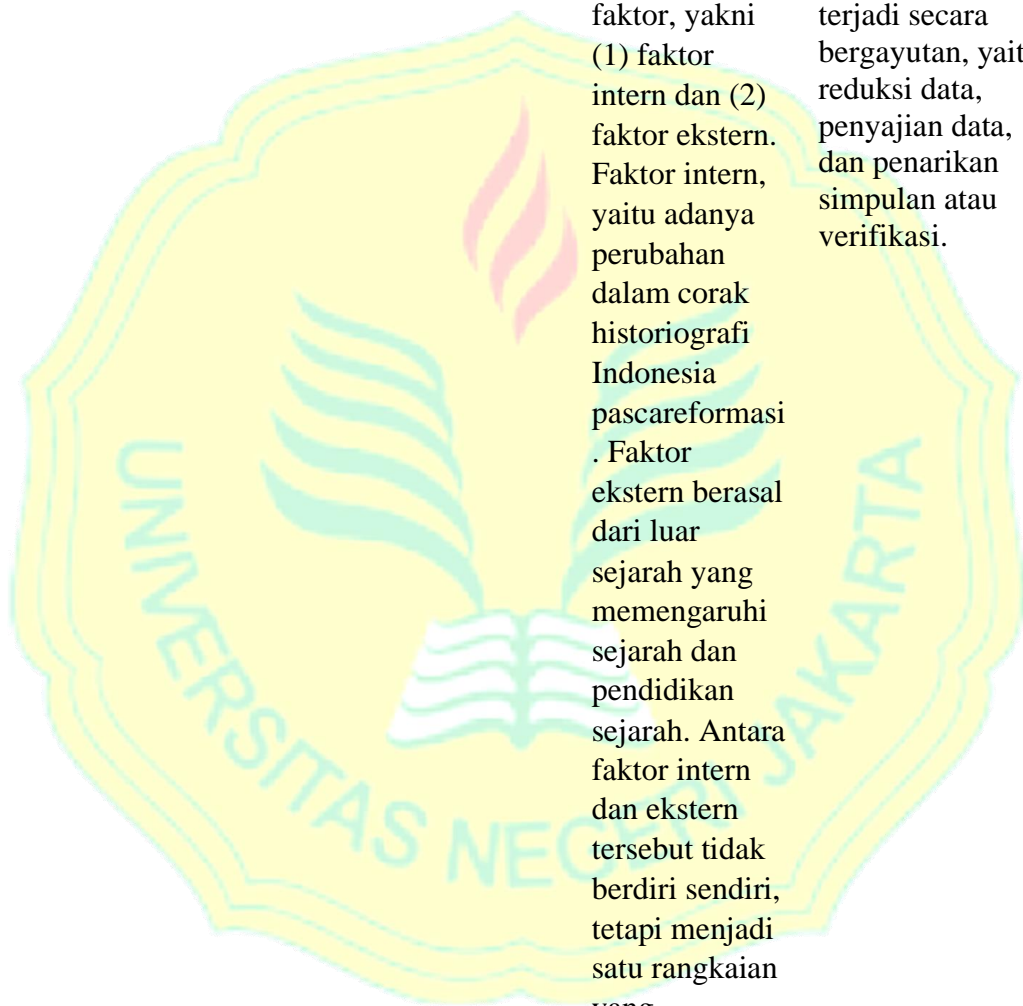 faktor, yakni
(1) faktor
intern dan (2)
faktor ekstern.
Faktor intern,
yaitu adanya
perubahan
dalam corak
historiografi
Indonesia
pascareformasi
. Faktor
ekstern berasal
dari luar
sejarah yang
memengaruhi
sejarah dan
pendidikan
sejarah. Antara
faktor intern
dan ekstern
tersebut tidak
berdiri sendiri,
tetapi menjadi
satu rangkaian
terjadi secara
bergayutan, yait
reduksi data,
penyajian data,
dan penarikan
simpulan atau
verifikasi.
UNIVERSITAS NEGERI JAKARTA